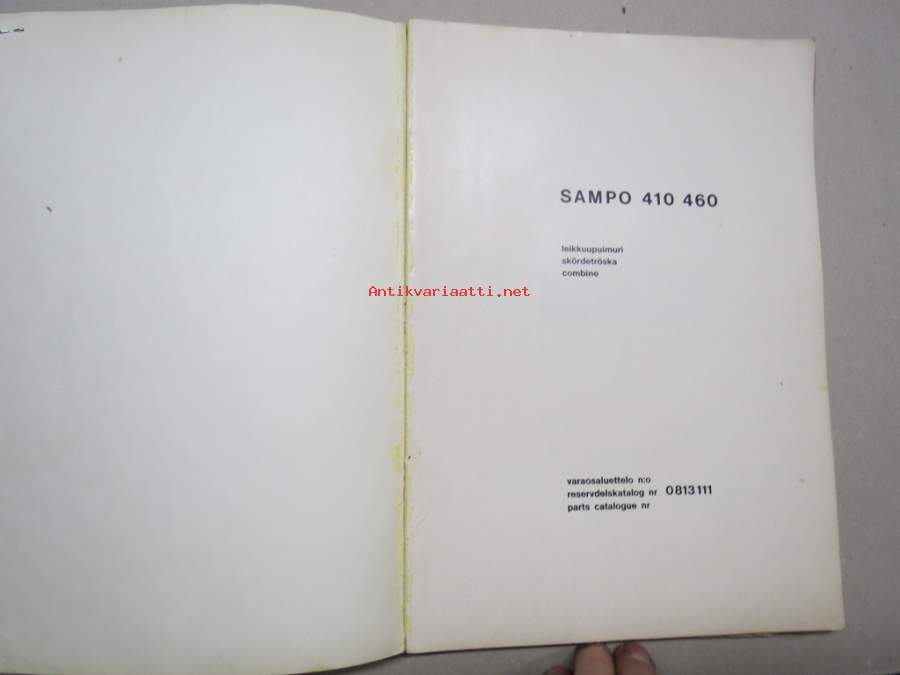 SAMPO 410 460
leikkuupuimuri
skördetröska
combine
Antikvariaatti.net
varaosaluettelo n:o
reservdelskatalog nr 0813111
parts catalogue nr